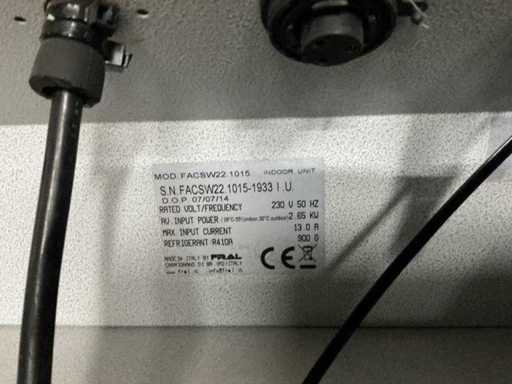 MOD. FACSW22.1015 INDOOR UNIT
S.N.FACSW22.1015-1933 I.U.
D.O.P. 07/07/14
RATED VOLT/FREQUENCY 230 V 50 HZ
AV. INPUT POWER 2.65 KW
MAX INPUT CURRENT 13.0 A
REFRIGERANT R410A 900 G
MADE IN ITALY BY FRAL
CE